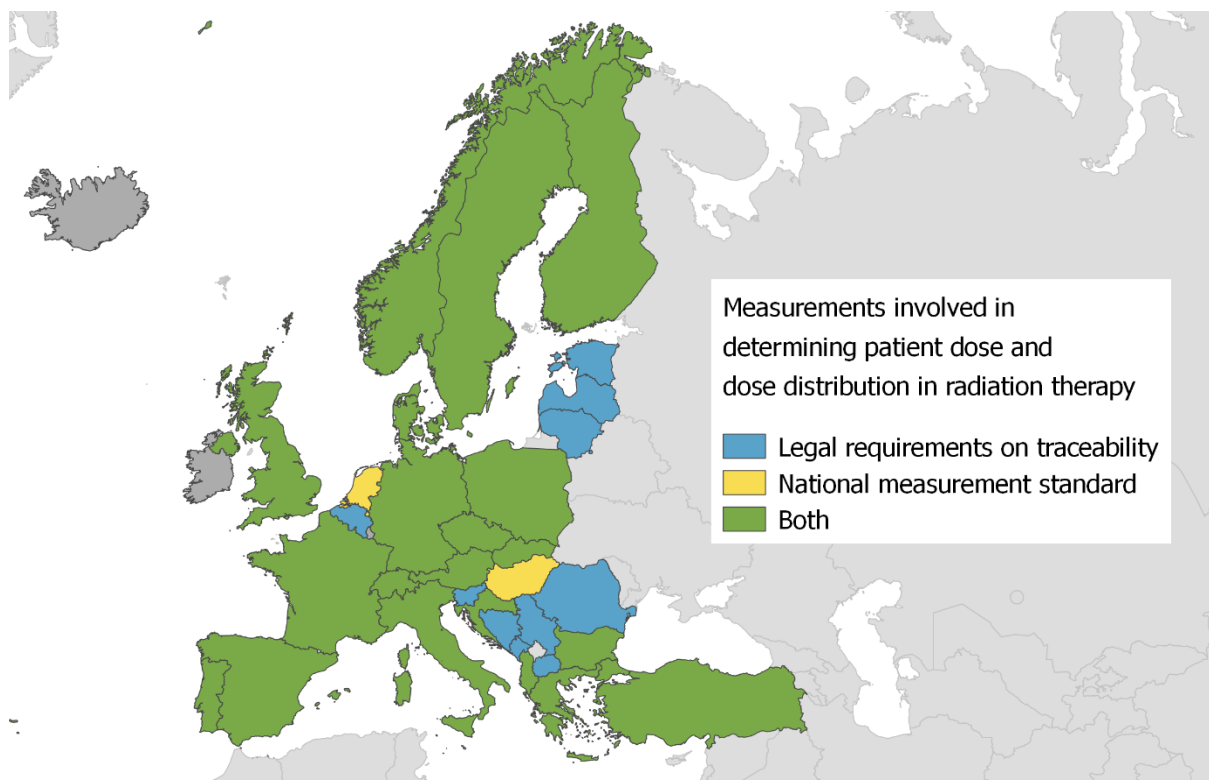 Measurements involved in
determining patient dose and
dose distribution in radiation therapy
Legal requirements on traceability
National measurement standard
Both